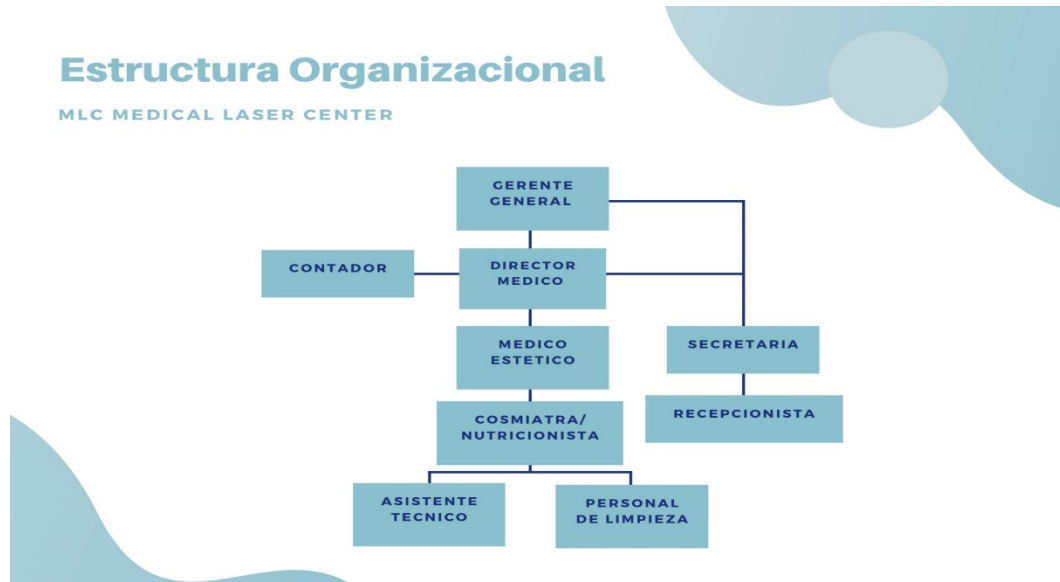 Estructura Organizacional
MLC MEDICAL LASER CENTER
GERENTE
GENERAL
CONTADOR
DIRECTOR
MEDICO
MEDICO
ESTETICO
SECRETARIA
COSMIATRA/
NUTRICIONISTA
RECEPCIONISTA
ASISTENTE
TECNICO
PERSONAL
DE LIMPIEZA